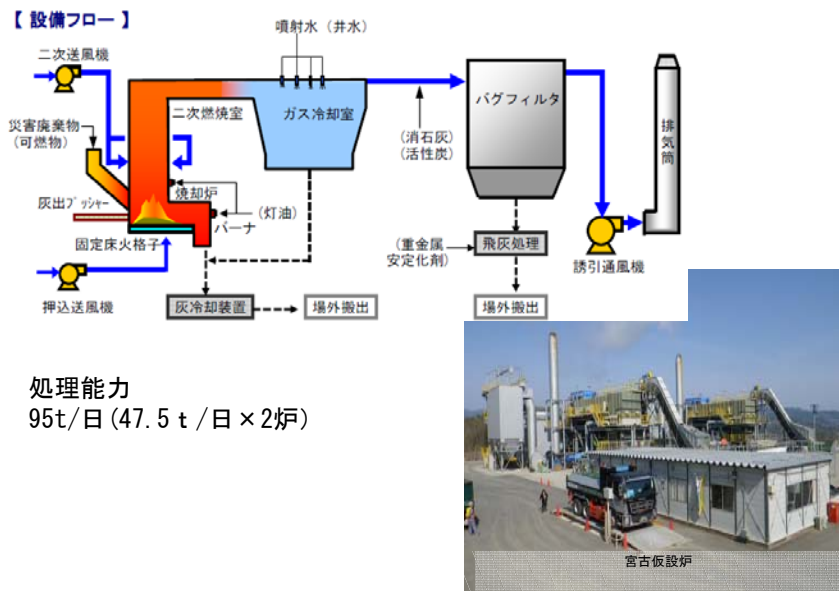 【 設備フロー 】
噴射水（井水）
二次送風機
二次燃焼室
ガス冷却室
バグフィルタ
災害廃棄物
（可燃物）
（消石灰）
（活性炭）
排気筒
焼却炉
灰出プッシャー
（灯油）
バーナ
固定床火格子
（重金属
安定化剤）
飛灰処理
誘引通風機
押込送風機
灰冷却装置
場外搬出
場外搬出
処理能力
95t/日(47.5ｔ/日×2炉)
宮古仮設炉